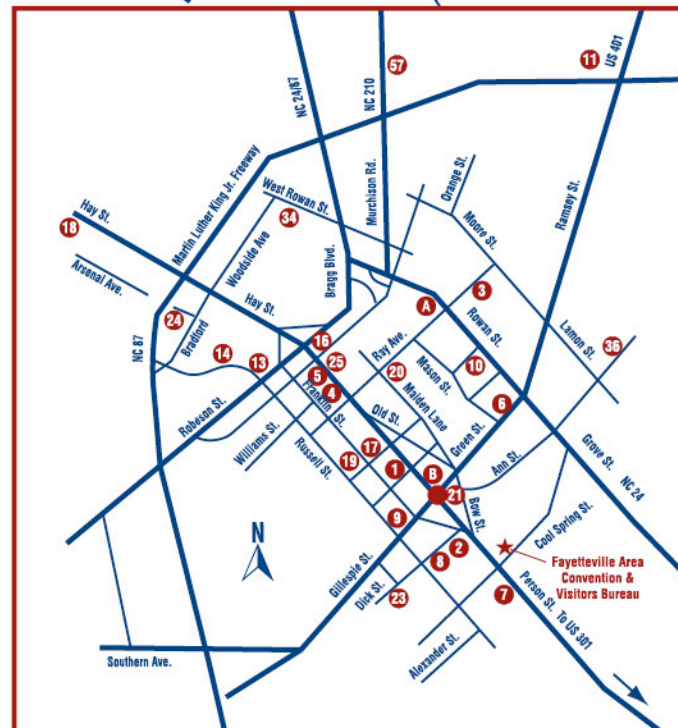 11
US 401
57
NC 24/87
NC 210
Martin Luther King Jr. Freeway
West Rowan St.
34
Orange St.
Murchison Rd.
Moore St.
Ramsey St.
Hay St.
18
Arsenal Ave.
Woodside Ave
Bragg Blvd.
Hay St.
A
3
Rowan St.
Lamon St.
36
24
Bradford
NC 87
14
13
16
25
5
4
Ray Ave.
20
Mason St.
10
6
Maiden Lane
Franklin St.
Old St.
Green St.
Robeson St.
Williams St.
Russell St.
17
19
1
B
21
Ann St.
Bow St.
Grove St.
NC 24
9
Cool Spring St.
N
2
8
Fayetteville Area
Convention &
Visitors Bureau
Gillespie St.
Dick St.
23
7
Person St.
To US 301
Alexander St.
Southern Ave.